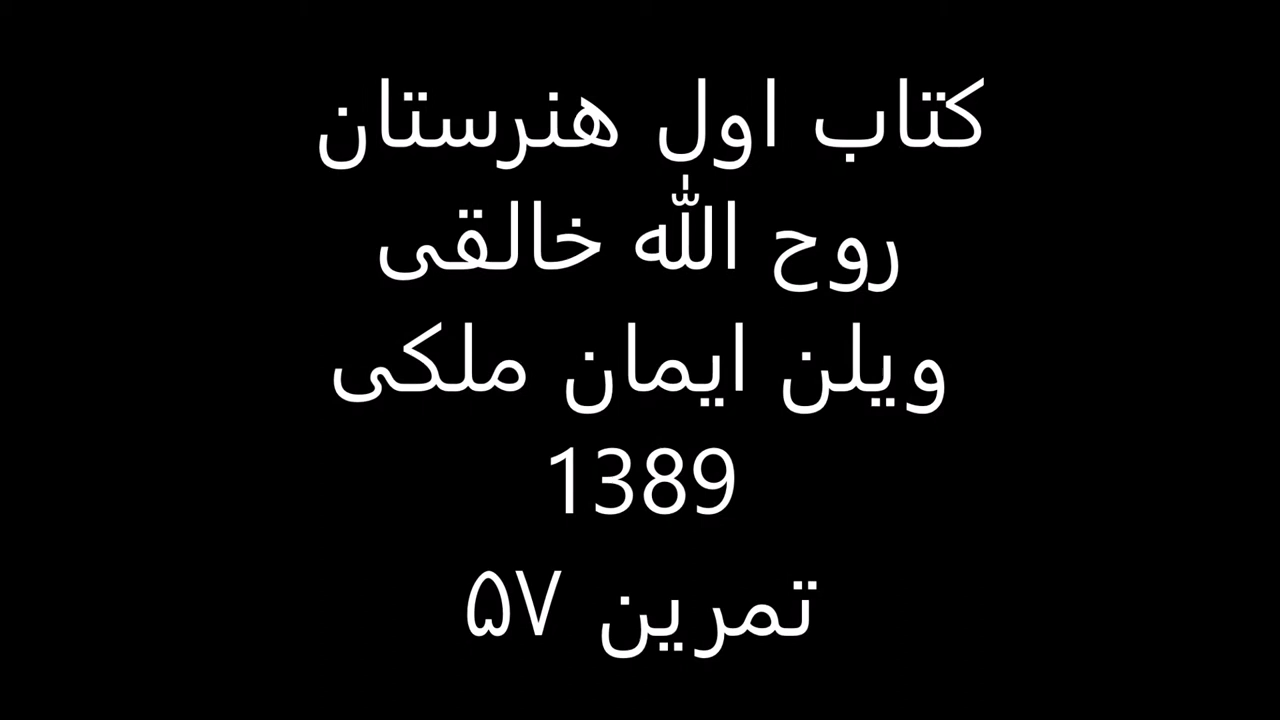 کتاب اول هنرستان
روح الله خالقی
ویلن ایمان ملکی
1389
تمرین ۵۷